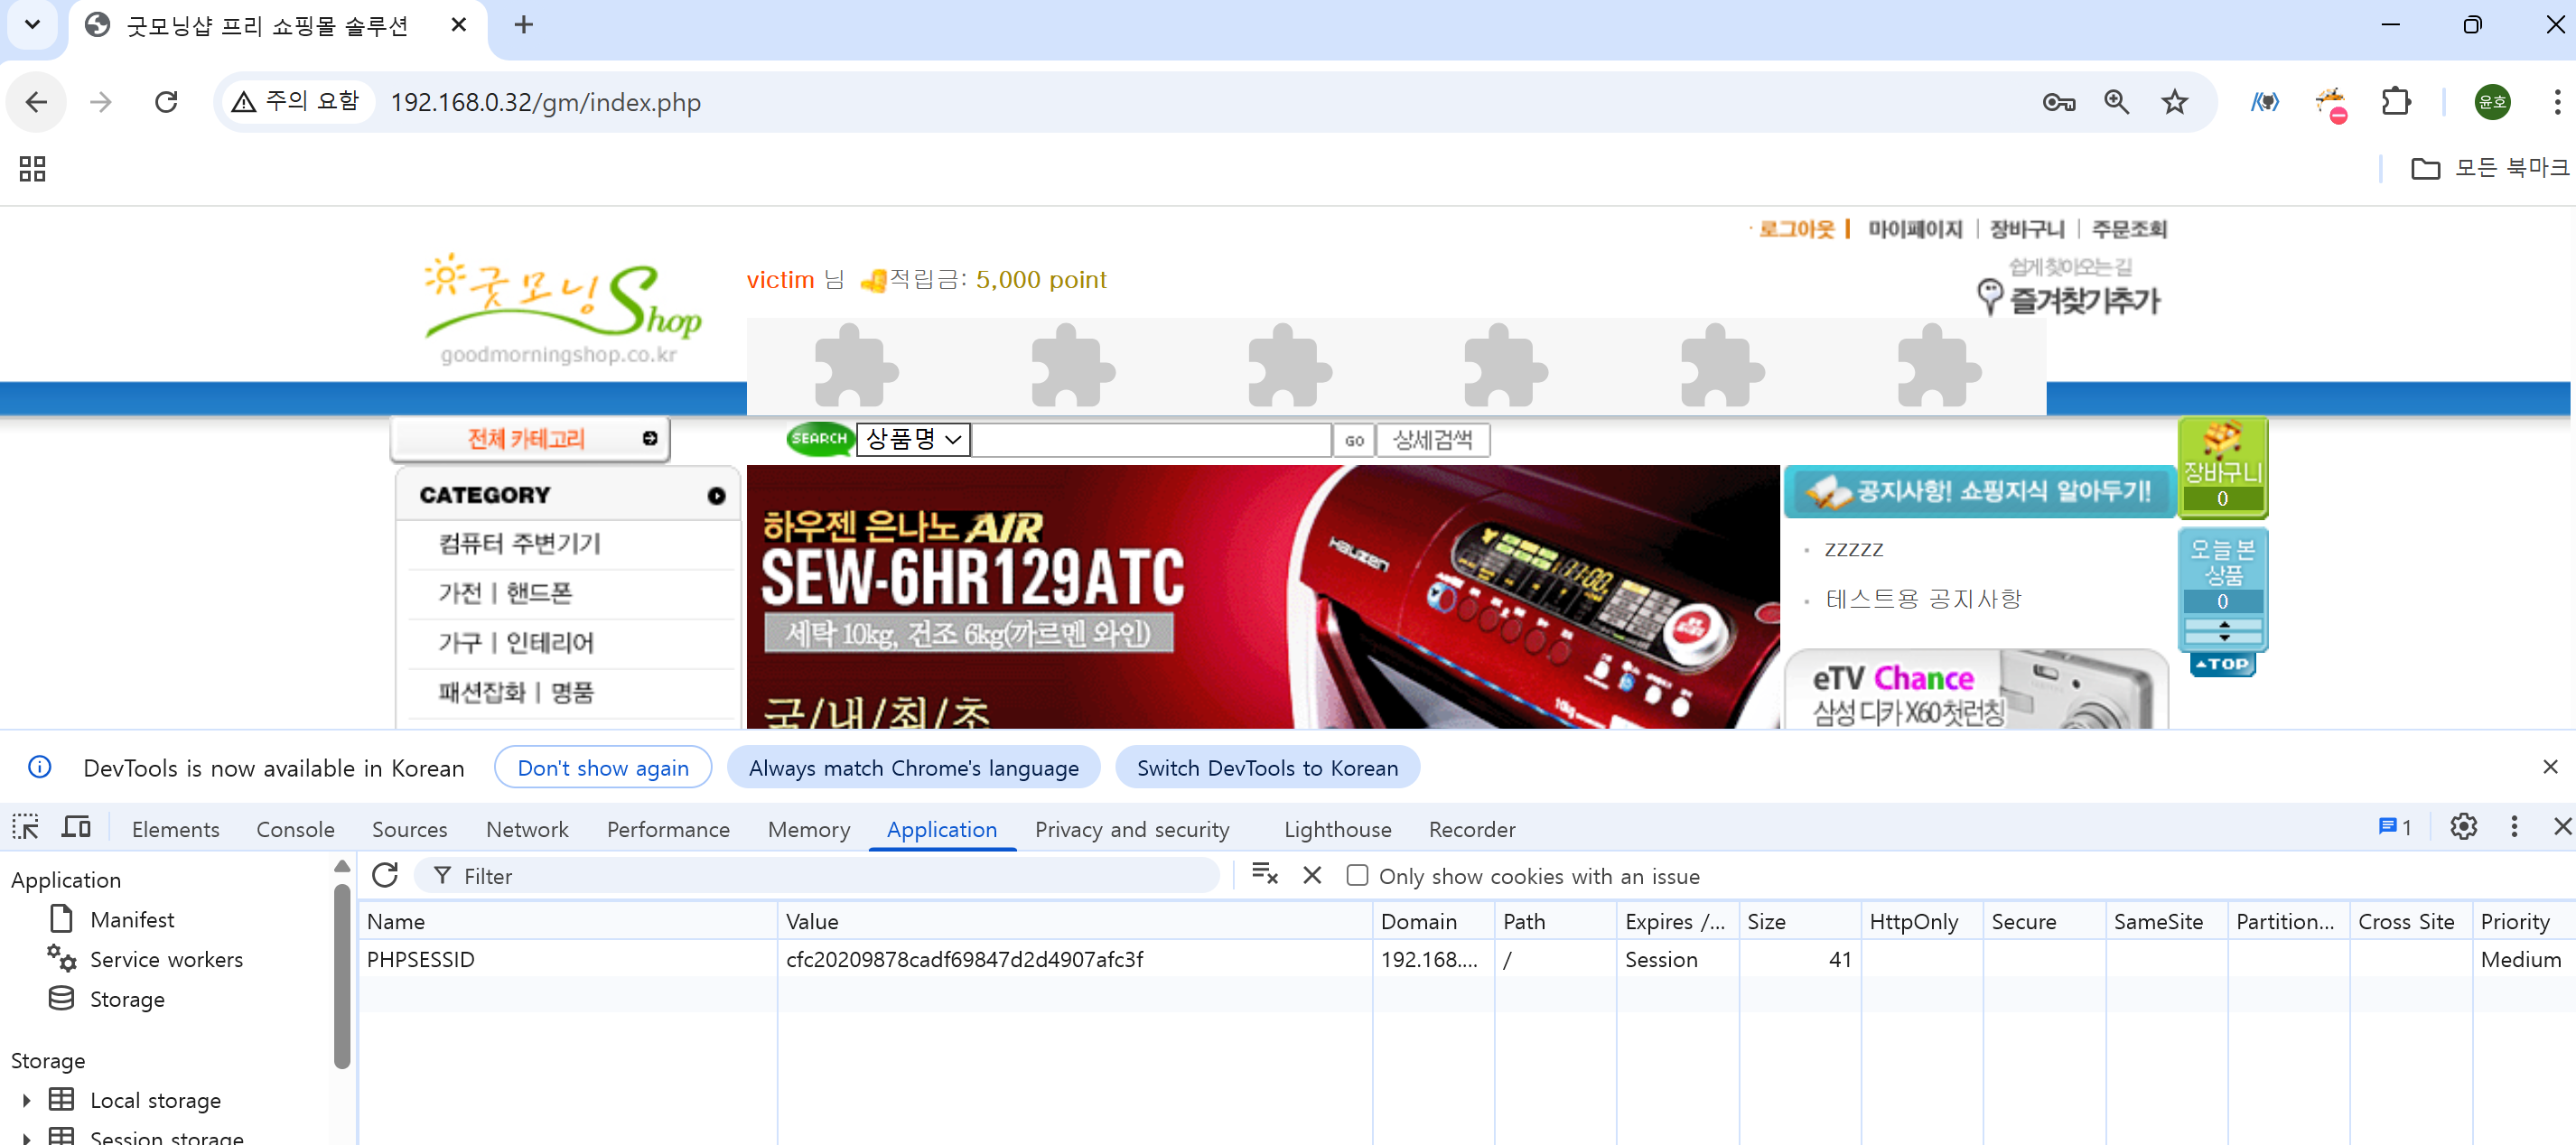 굿모닝샵 프리 쇼핑몰 솔루션
주의 요함 192.168.0.32/gm/index.php
윤호
모든 북마크
로그아웃 | 마이페이지 | 장바구니 | 주문조회
굿모닝Shop
goodmorningshop.co.kr
victim 님 적립금: 5,000 point
쉽게찾아오는길
즐겨찾기추가
전체 카테고리
SEARCH 상품명 GO 상세검색
CATEGORY
컴퓨터 주변기기
가전 | 핸드폰
가구 | 인테리어
패션잡화 | 명품
하우젠 은나노 AIR
SEW-6HR129ATC
세탁 10kg, 건조 6kg(까르멘 와인)
국/내/최/초
HAUZEN
10kg
공지사항! 쇼핑지식 알아두기!
zzzzz
테스트용 공지사항
eTV Chance
삼성 디카 X60 첫런칭
장바구니
0
오늘 본
상품
0
TOP
DevTools is now available in Korean Don't show again Always match Chrome's language Switch DevTools to Korean
Elements Console Sources Network Performance Memory Application Privacy and security Lighthouse Recorder 1
Application
Manifest
Service workers
Storage
Storage
Local storage
Session storage
Filter Only show cookies with an issue
Name Value Domain Path Expires /... Size HttpOnly Secure SameSite Partition... Cross Site Priority
PHPSESSID cfc20209878cadf69847d2d4907afc3f 192.168.... / Session 41 Medium